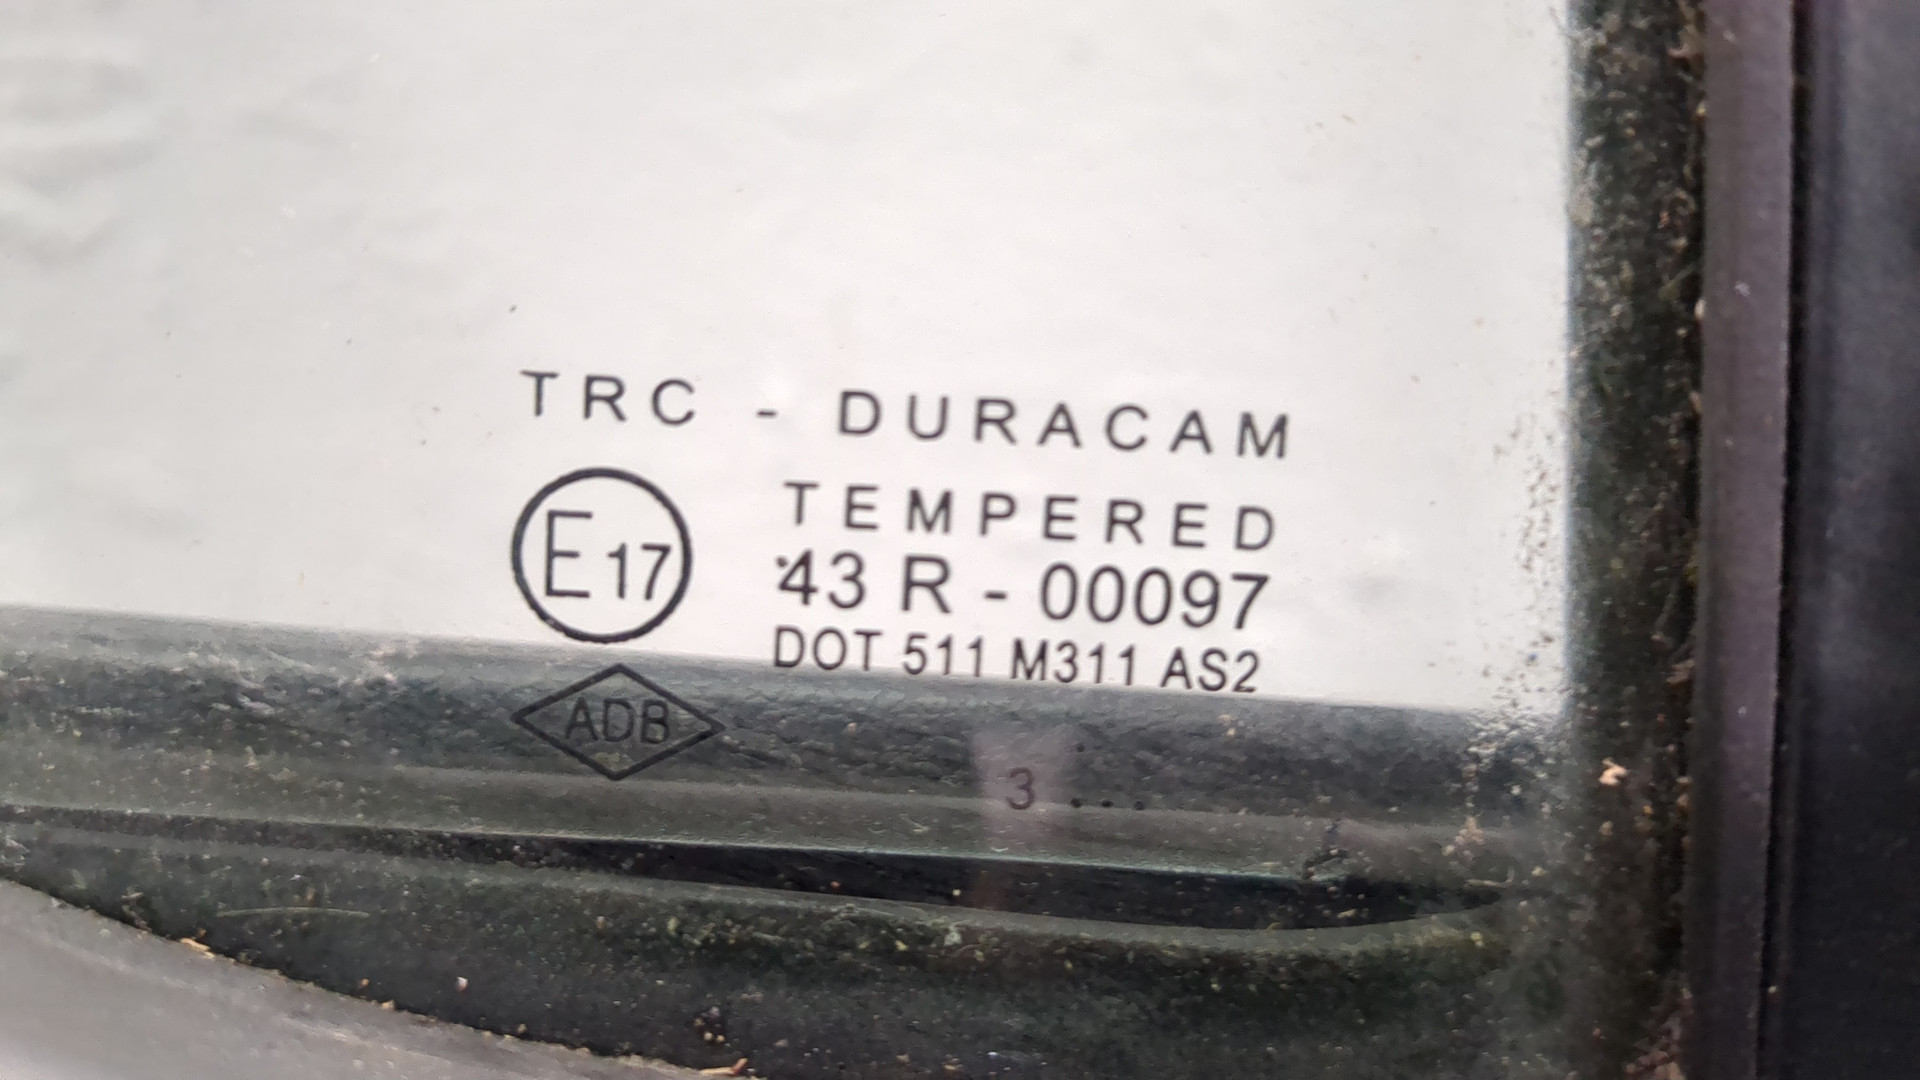 TRC - DURACAM
E17
TEMPERED
43 R - 00097
DOT 511 M311 AS2
ADB
3 ....